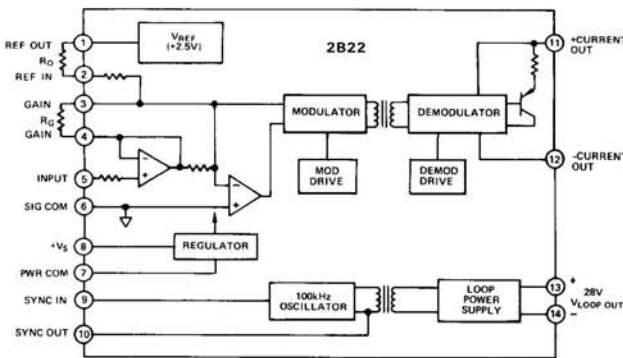 2B22
REF OUT
1
VREF
(+2.5V)
RO
REF IN
2
GAIN
3
RG
GAIN
4
INPUT
5
SIG COM
6
+VS
8
PWR COM
7
SYNC IN
9
SYNC OUT
10
MODULATOR
DEMODULATOR
MOD
DRIVE
DEMOD
DRIVE
REGULATOR
100kHz
OSCILLATOR
LOOP
POWER
SUPPLY
11
+CURRENT
OUT
12
-CURRENT
OUT
13
+
28V
VLOOP OUT
14
−
−
+
−
+